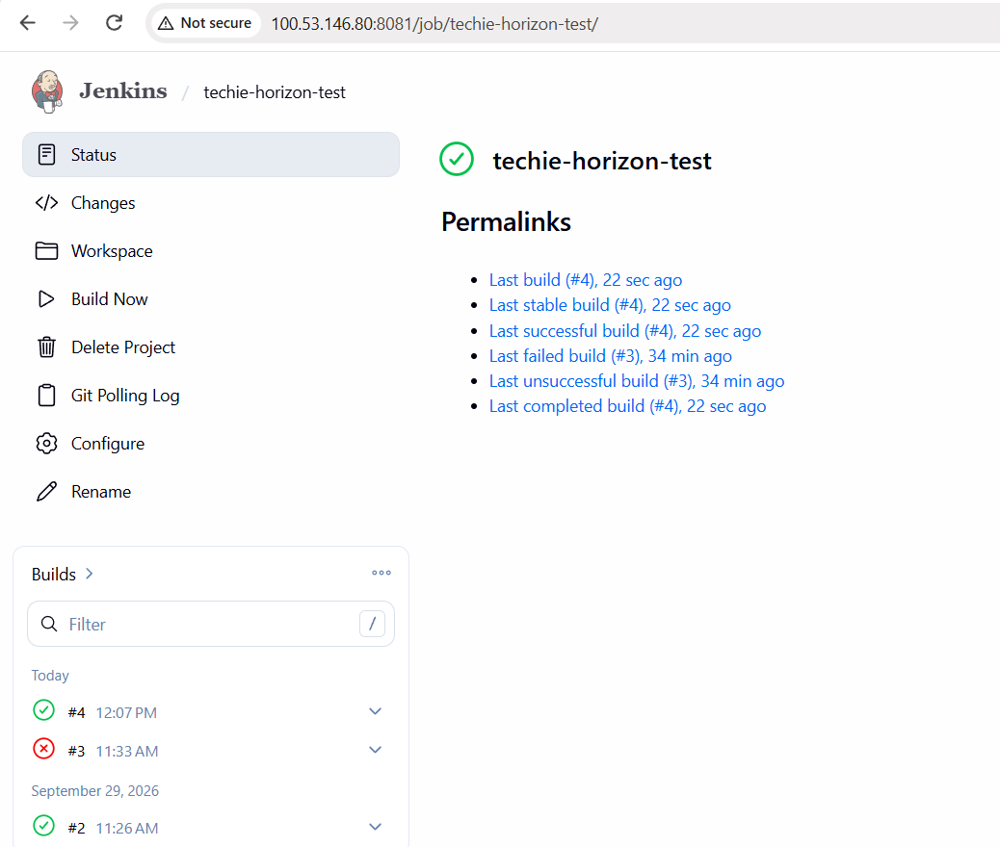 Not secure 100.53.146.80:8081/job/techie-horizon-test/
Jenkins / techie-horizon-test
Status
Changes
Workspace
Build Now
Delete Project
Git Polling Log
Configure
Rename
techie-horizon-test
Permalinks
Last build (#4), 22 sec ago
Last stable build (#4), 22 sec ago
Last successful build (#4), 22 sec ago
Last failed build (#3), 34 min ago
Last unsuccessful build (#3), 34 min ago
Last completed build (#4), 22 sec ago
Builds
Filter /
Today
#4 12:07 PM
#3 11:33 AM
September 29, 2026
#2 11:26 AM